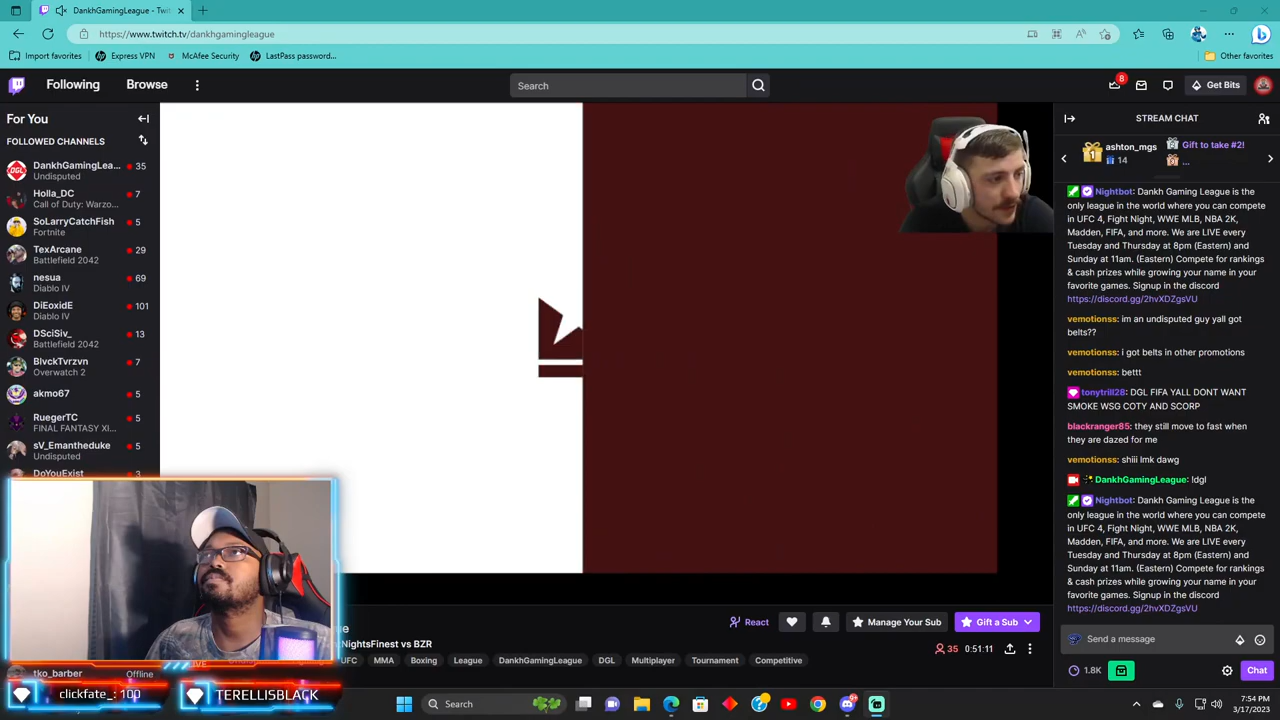 DankhGamingLeague - Twit
https://www.twitch.tv/dankhgamingleague
Import favorites
Express VPN
McAfee Security
LastPass password...
Other favorites
Following
Browse
Search
8
Get Bits
For You
FOLLOWED CHANNELS
DankhGamingLea...
35
Undisputed
Holla_DC
7
Call of Duty: Warzo...
SoLarryCatchFish
5
Fortnite
TexArcane
29
Battlefield 2042
nesua
69
Diablo IV
DiEoxidE
101
Diablo IV
DSciSiv_
13
Battlefield 2042
BlvckTvrzvn
7
Overwatch 2
akmo67
5
RuegerTC
5
FINAL FANTASY XI...
sV_Emantheduke
5
Undisputed
DoYouExist
3
tko_barber
Offline
LIVE
clickfate_: 100
TERELLISBLACK
STREAM CHAT
ashton_mgs
14
Gift to take #2!
...
Nightbot: Dankh Gaming League is the
only league in the world where you can compete
in UFC 4, Fight Night, WWE MLB, NBA 2K,
Madden, FIFA, and more. We are LIVE every
Tuesday and Thursday at 8pm (Eastern) and
Sunday at 11am. (Eastern) Compete for rankings
& cash prizes while growing your name in your
favorite games. Signup in the discord
https://discord.gg/2hvXDZgsVU
vemotionss: im an undisputed guy yall got
belts??
vemotionss: i got belts in other promotions
vemotionss: bettt
tonytrill28: DGL FIFA YALL DONT WANT
SMOKE WSG COTY AND SCORP
blackranger85: they still move to fast when
they are dazed for me
vemotionss: shiii lmk dawg
DankhGamingLeague: !dgl
Nightbot: Dankh Gaming League is the
only league in the world where you can compete
in UFC 4, Fight Night, WWE MLB, NBA 2K,
Madden, FIFA, and more. We are LIVE every
Tuesday and Thursday at 8pm (Eastern) and
Sunday at 11am. (Eastern) Compete for rankings
& cash prizes while growing your name in your
favorite games. Signup in the discord
https://discord.gg/2hvXDZgsVU
Send a message
1.8K
Chat
React
Manage Your Sub
Gift a Sub
NightsFinest vs BZR
35
0:51:11
UFC
MMA
Boxing
League
DankhGamingLeague
DGL
Multiplayer
Tournament
Competitive
Search
7:54 PM
3/17/2023